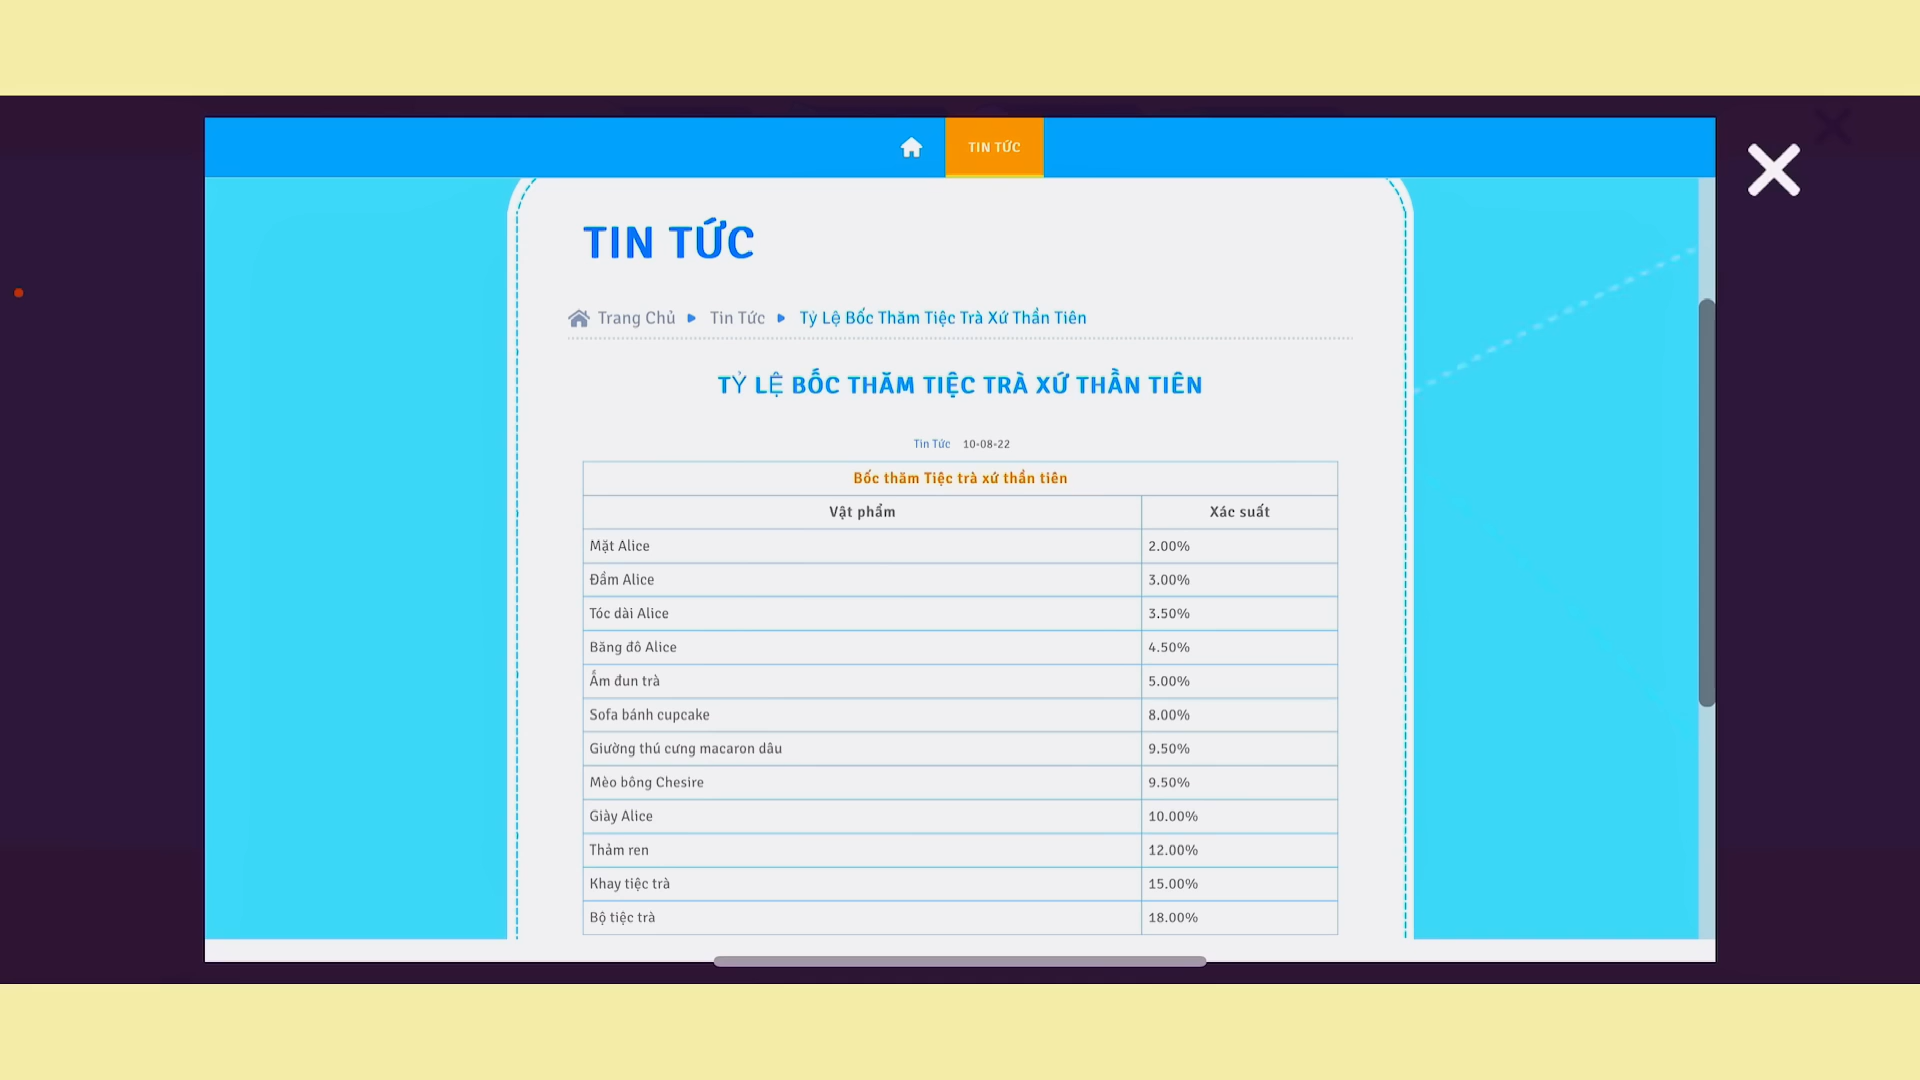 TIN TỨC
TIN TỨC
Trang Chủ Tin Tức Tỷ Lệ Bốc Thăm Tiệc Trà Xứ Thần Tiên
TỶ LỆ BỐC THĂM TIỆC TRÀ XỨ THẦN TIÊN
Tin Tức 10-08-22
Bốc thăm Tiệc trà xứ thần tiên
Vật phẩm Xác suất
Mặt Alice 2.00%
Đầm Alice 3.00%
Tóc dài Alice 3.50%
Băng đô Alice 4.50%
Ấm đun trà 5.00%
Sofa bánh cupcake 8.00%
Giường thú cưng macaron dâu 9.50%
Mèo bông Chesire 9.50%
Giày Alice 10.00%
Thảm ren 12.00%
Khay tiệc trà 15.00%
Bộ tiệc trà 18.00%